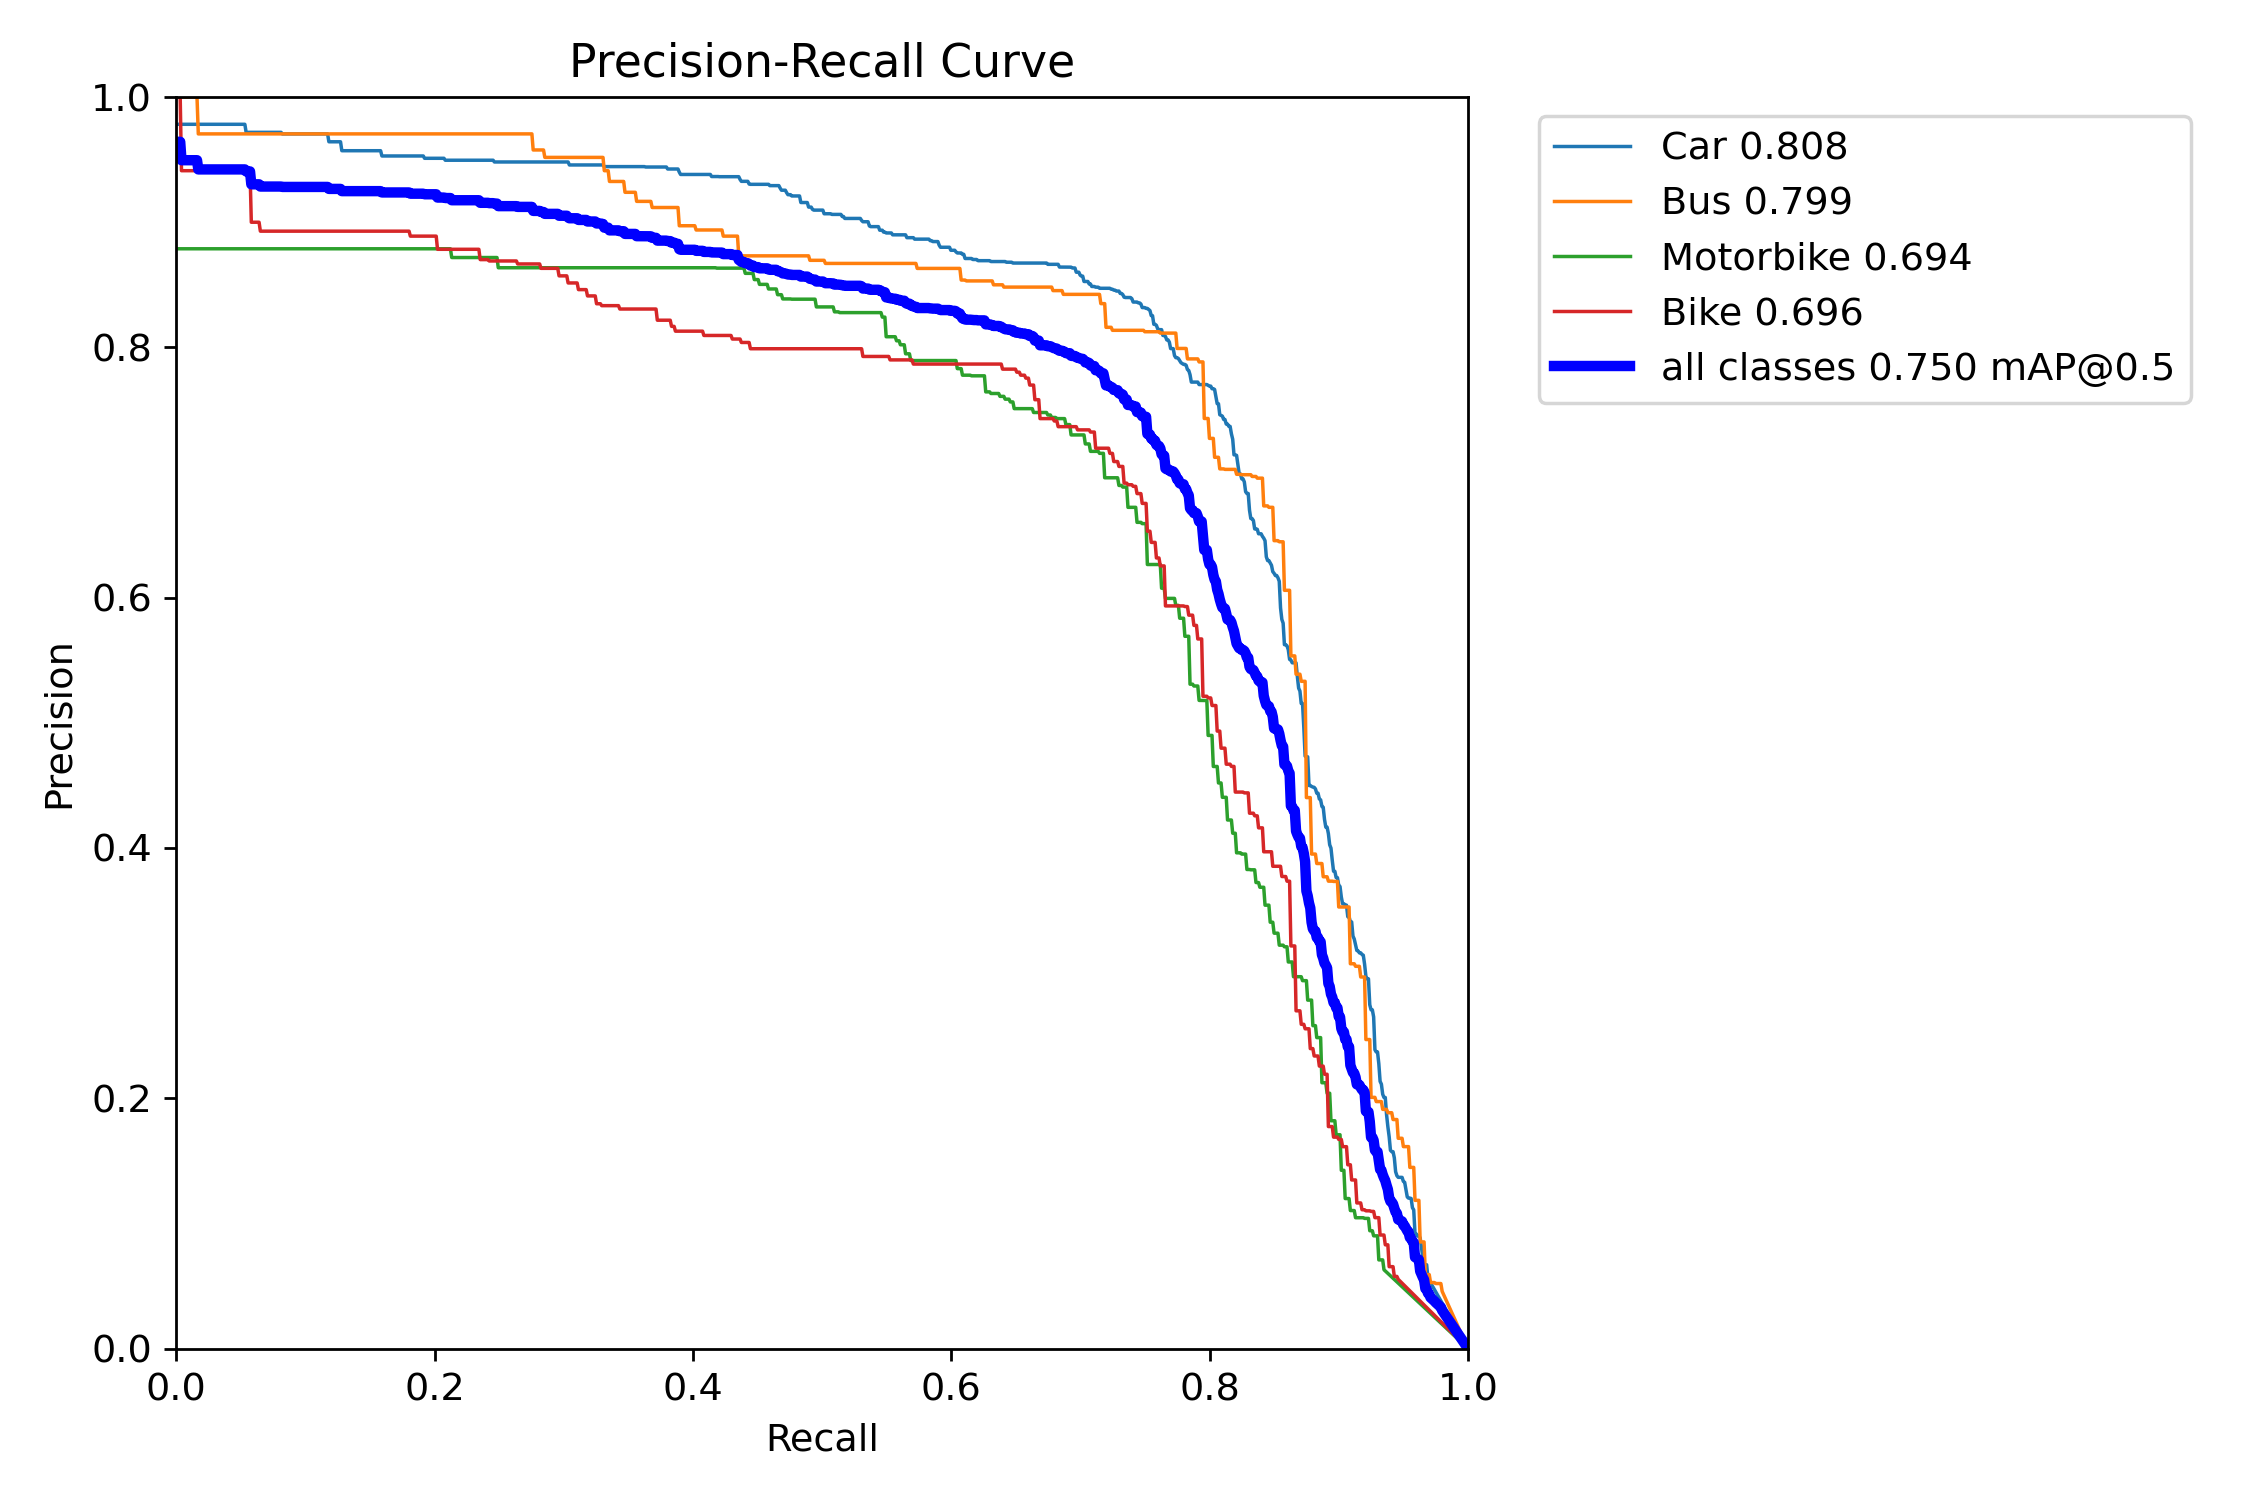 Precision-Recall Curve
1.0
0.8
0.6
0.4
0.2
0.0
Precision
0.0 0.2 0.4 0.6 0.8 1.0
Recall
Car 0.808
Bus 0.799
Motorbike 0.694
Bike 0.696
all classes 0.750 mAP@0.5